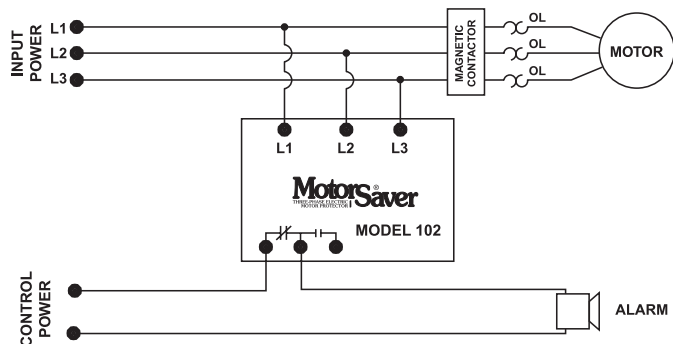 INPUT POWER
L1
L2
L3
MAGNETIC CONTACTOR
OL
OL
OL
MOTOR
L1 L2 L3
MotorSaver®
THREE-PHASE ELECTRIC
MOTOR PROTECTOR
MODEL 102
CONTROL POWER
ALARM